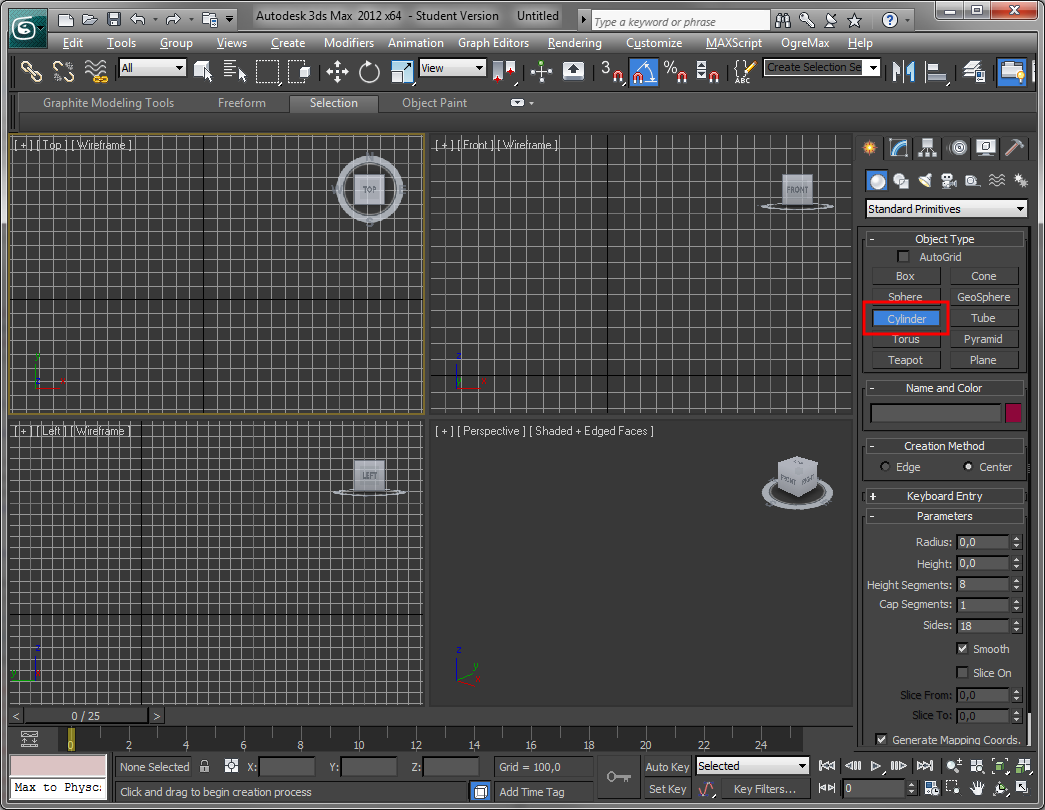 Autodesk 3ds Max 2012 x64 - Student Version Untitled
Type a keyword or phrase
Edit Tools Group Views Create Modifiers Animation Graph Editors Rendering Customize MAXScript OgreMax Help
All View 3 % ABC Create Selection Se
Graphite Modeling Tools Freeform Selection Object Paint
[ + ] [ Top ] [ Wireframe ]
N
W TOP E
S
y
z x
[ + ] [ Front ] [ Wireframe ]
FRONT
z
y x
[ + ] [ Left ] [ Wireframe ]
LEFT
z
y x
[ + ] [ Perspective ] [ Shaded + Edged Faces ]
FRONT RIGHT
z
y
x
Standard Primitives
- Object Type
AutoGrid
Box Cone
Sphere GeoSphere
Cylinder Tube
Torus Pyramid
Teapot Plane
- Name and Color
- Creation Method
Edge Center
+ Keyboard Entry
- Parameters
Radius: 0,0
Height: 0,0
Height Segments: 8
Cap Segments: 1
Sides: 18
Smooth
Slice On
Slice From: 0,0
Slice To: 0,0
Generate Mapping Coords.
< 0 / 25 >
0 2 4 6 8 10 12 14 16 18 20 22 24
None Selected X: Y: Z: Grid = 100,0 Auto Key Selected
Max to Physc
Click and drag to begin creation process Add Time Tag Set Key Key Filters... 0